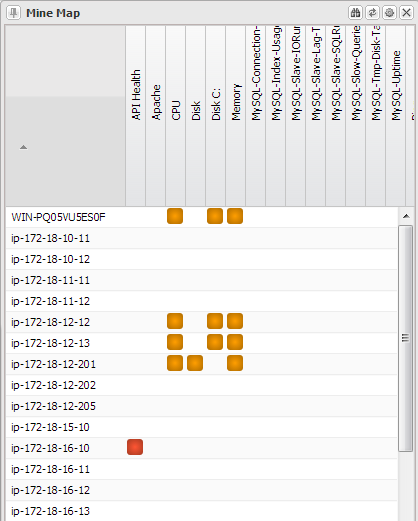 Mine Map
API Health
Apache
CPU
Disk
Disk C:
Memory
MySQL-Connection-
MySQL-Index-Usage
MySQL-Slave-IORun
MySQL-Slave-Lag-T
MySQL-Slave-SQLRu
MySQL-Slow-Querie
MySQL-Tmp-Disk-Ta
MySQL-Uptime
WIN-PQ05VU5ES0F
ip-172-18-10-11
ip-172-18-10-12
ip-172-18-11-11
ip-172-18-11-12
ip-172-18-12-12
ip-172-18-12-13
ip-172-18-12-201
ip-172-18-12-202
ip-172-18-12-205
ip-172-18-15-10
ip-172-18-16-10
ip-172-18-16-11
ip-172-18-16-12
ip-172-18-16-13